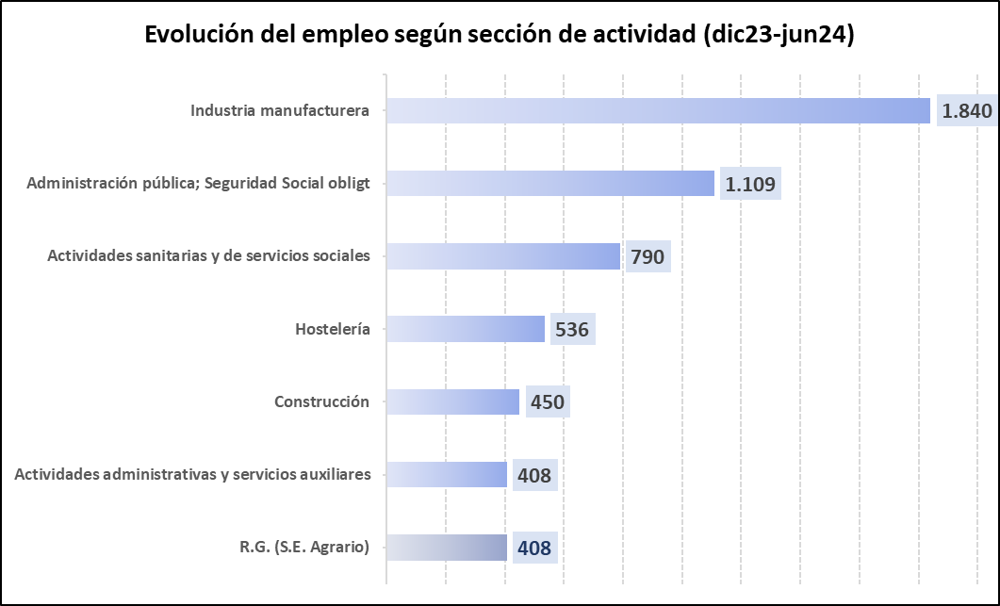 Evolución del empleo según sección de actividad (dic23-jun24)
Industria manufacturera 1.840
Administración pública; Seguridad Social obligt 1.109
Actividades sanitarias y de servicios sociales 790
Hostelería 536
Construcción 450
Actividades administrativas y servicios auxiliares 408
R.G. (S.E. Agrario) 408